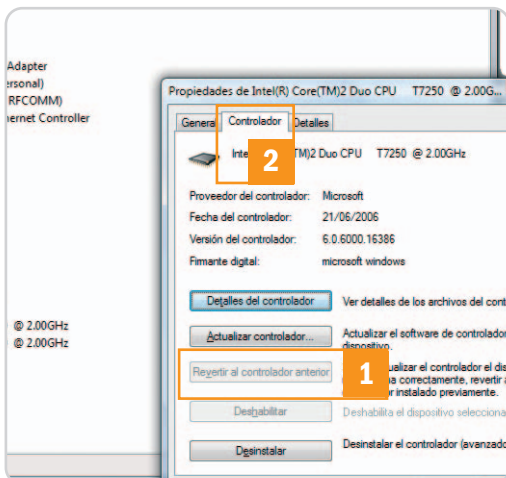 Adapter
ersonal)
RFCOMM)
ernet Controller
@ 2.00GHz
@ 2.00GHz
Propiedades de Intel(R) Core(TM)2 Duo CPU T7250 @ 2.00G...
General Controlador Detalles
2
Inte TM)2 Duo CPU T7250 @ 2.00GHz
Proveedor del controlador: Microsoft
Fecha del controlador: 21/06/2006
Versión del controlador: 6.0.6000.16386
Firmante digital: microsoft windows
Detalles del controlador Ver detalles de los archivos del cont
Actualizar controlador... Actualizar el software de controlador
dispositivo.
Revertir al controlador anterior 1 ualizar el controlador el dis
a correctamente, revertir a
r instalado previamente.
Deshabilitar Deshabilita el dispositivo selecciona
Desinstalar Desinstalar el controlador (avanzado